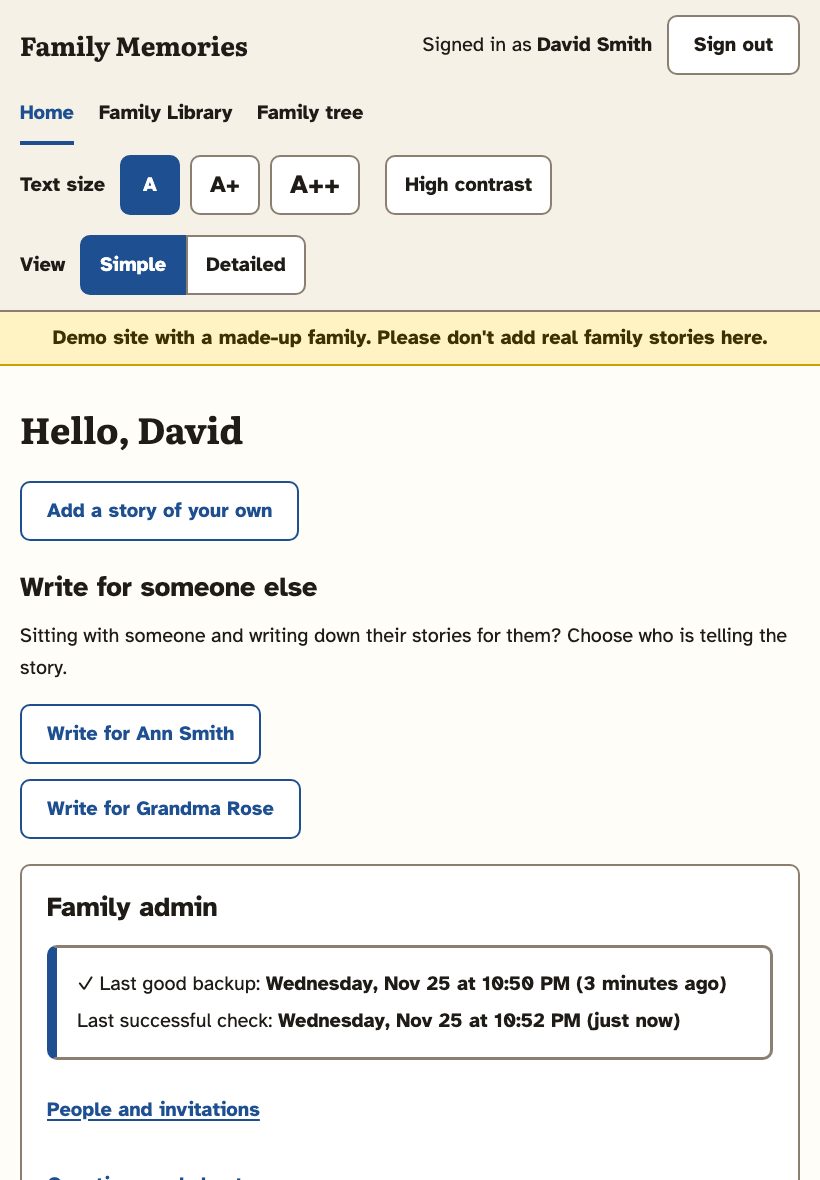 Family Memories
Signed in as David Smith
Sign out
Home
Family Library
Family tree
Text size
A
A+
A++
High contrast
View
Simple
Detailed
Demo site with a made-up family. Please don't add real family stories here.
Hello, David
Add a story of your own
Write for someone else
Sitting with someone and writing down their stories for them? Choose who is telling the
story.
Write for Ann Smith
Write for Grandma Rose
Family admin
✓ Last good backup: Wednesday, Nov 25 at 10:50 PM (3 minutes ago)
Last successful check: Wednesday, Nov 25 at 10:52 PM (just now)
People and invitations